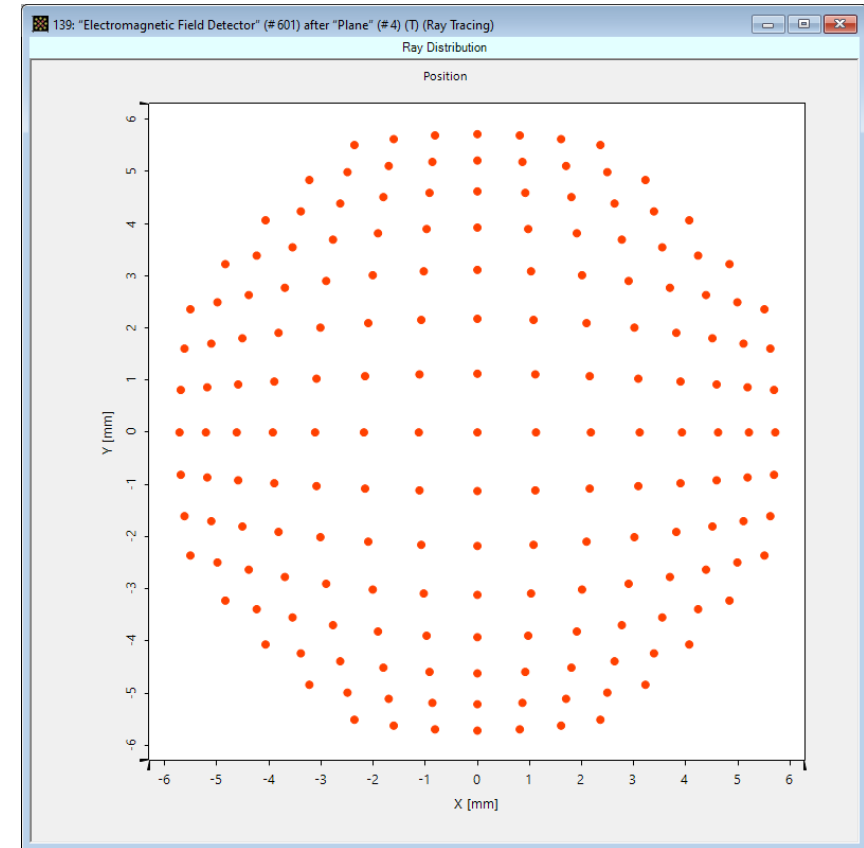 139: "Electromagnetic Field Detector" (#601) after "Plane" (#4) (T) (Ray Tracing)
Ray Distribution
Position
6
5
4
3
2
1
0
-1
-2
-3
-4
-5
-6
Y [mm]
-6 -5 -4 -3 -2 -1 0 1 2 3 4 5 6
X [mm]